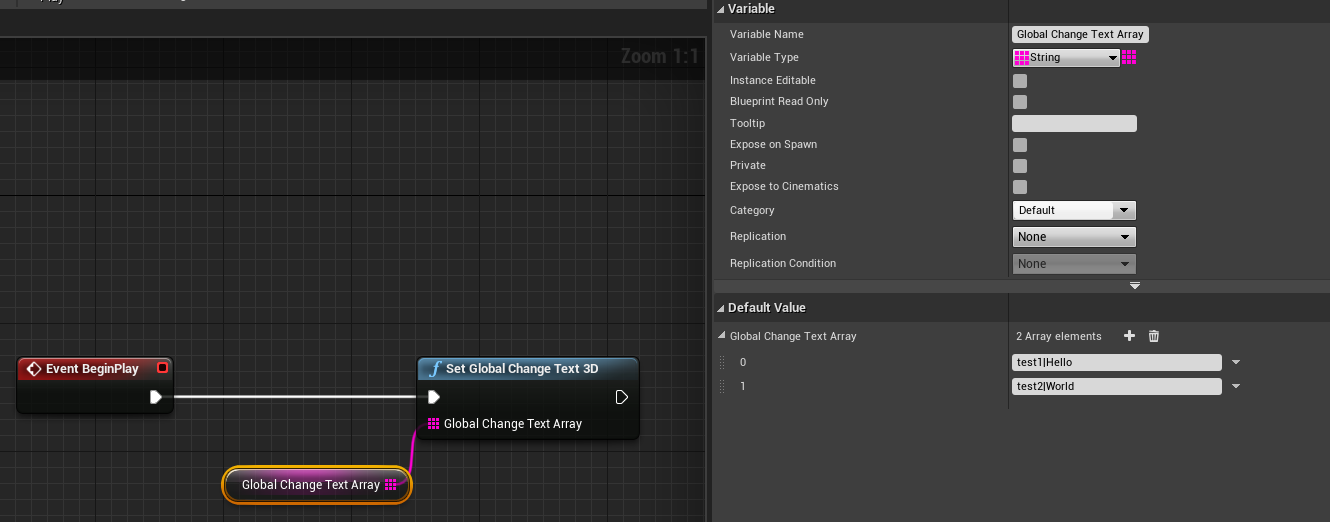 Zoom 1:1
Event BeginPlay
Set Global Change Text 3D
Global Change Text Array
Global Change Text Array
Variable
Variable Name Global Change Text Array
Variable Type String
Instance Editable
Blueprint Read Only
Tooltip
Expose on Spawn
Private
Expose to Cinematics
Category Default
Replication None
Replication Condition None
Default Value
Global Change Text Array 2 Array elements
0 test1|Hello
1 test2|World